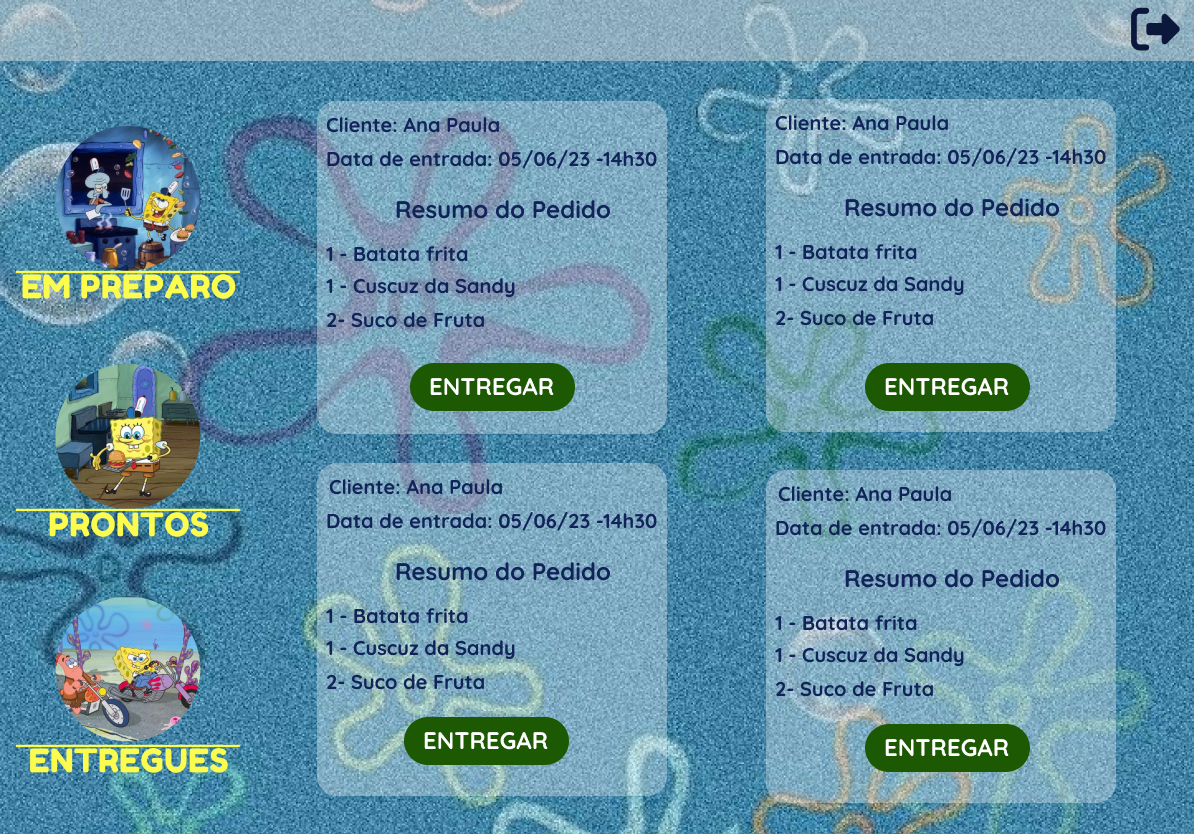 EM PREPARO
PRONTOS
ENTREGUES
Cliente: Ana Paula
Data de entrada: 05/06/23 -14h30
Resumo do Pedido
1 - Batata frita
1 - Cuscuz da Sandy
2- Suco de Fruta
ENTREGAR
Cliente: Ana Paula
Data de entrada: 05/06/23 -14h30
Resumo do Pedido
1 - Batata frita
1 - Cuscuz da Sandy
2- Suco de Fruta
ENTREGAR
Cliente: Ana Paula
Data de entrada: 05/06/23 -14h30
Resumo do Pedido
1 - Batata frita
1 - Cuscuz da Sandy
2- Suco de Fruta
ENTREGAR
Cliente: Ana Paula
Data de entrada: 05/06/23 -14h30
Resumo do Pedido
1 - Batata frita
1 - Cuscuz da Sandy
2- Suco de Fruta
ENTREGAR